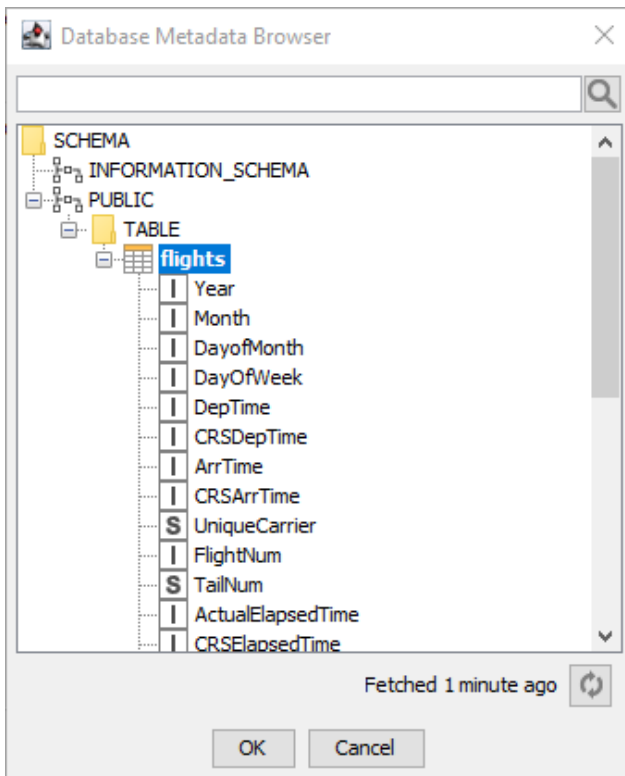 Database Metadata Browser
SCHEMA
INFORMATION_SCHEMA
PUBLIC
TABLE
flights
I Year
I Month
I DayofMonth
I DayOfWeek
I DepTime
I CRSDepTime
I ArrTime
I CRSArrTime
S UniqueCarrier
I FlightNum
S TailNum
I ActualElapsedTime
I CRSElapsedTime
Fetched 1 minute ago
OK Cancel